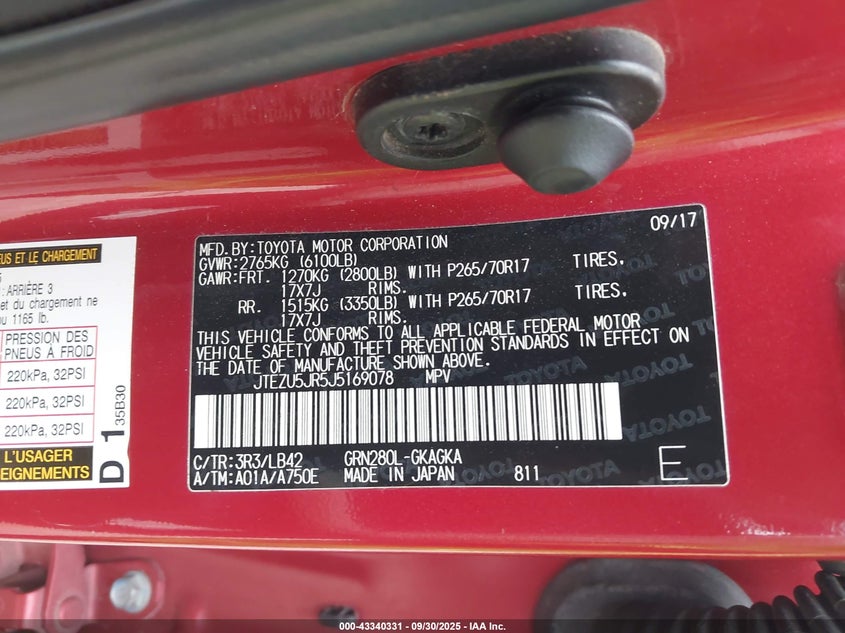 US ET LE CHARGEMENT
: ARRIÈRE 3
et du chargement ne
1165 lb.
PRESSION DES
PNEUS À FROID
220kPa, 32PSI
220kPa, 32PSI
220kPa, 32PSI
L'USAGER
EIGNEMENTS
D1
35B30
09/17
MFD. BY: TOYOTA MOTOR CORPORATION
GVWR: 2765KG (6100LB)
GAWR: FRT. 1270KG (2800LB) WITH P265/70R17 TIRES,
17X7J RIMS.
RR. 1515KG (3350LB) WITH P265/70R17 TIRES,
17X7J RIMS.
THIS VEHICLE CONFORMS TO ALL APPLICABLE FEDERAL MOTOR
VEHICLE SAFETY AND THEFT PREVENTION STANDARDS IN EFFECT ON
THE DATE OF MANUFACTURE SHOWN ABOVE.
JTEZU5JR5J5169078 MPV
C/TR: 3R3/LB42 GRN280L-GKAGKA
A/TM: A01A/A750E MADE IN JAPAN 811
E
000-43340331 — 09/30/2025 - IAA Inc.